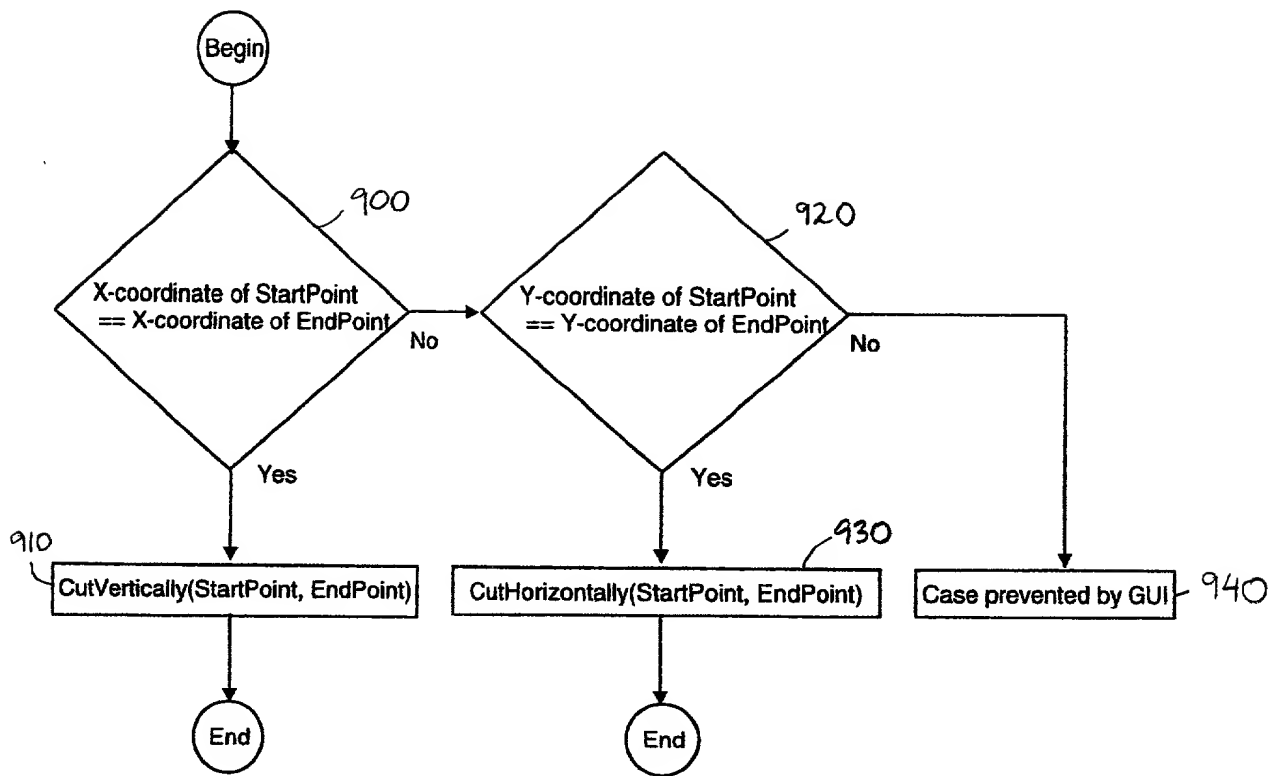 Begin
900
X-coordinate of StartPoint
== X-coordinate of EndPoint
No
Yes
920
Y-coordinate of StartPoint
== Y-coordinate of EndPoint
No
Yes
910
CutVertically(StartPoint, EndPoint)
930
CutHorizontally(StartPoint, EndPoint)
Case prevented by GUI
940
End
End